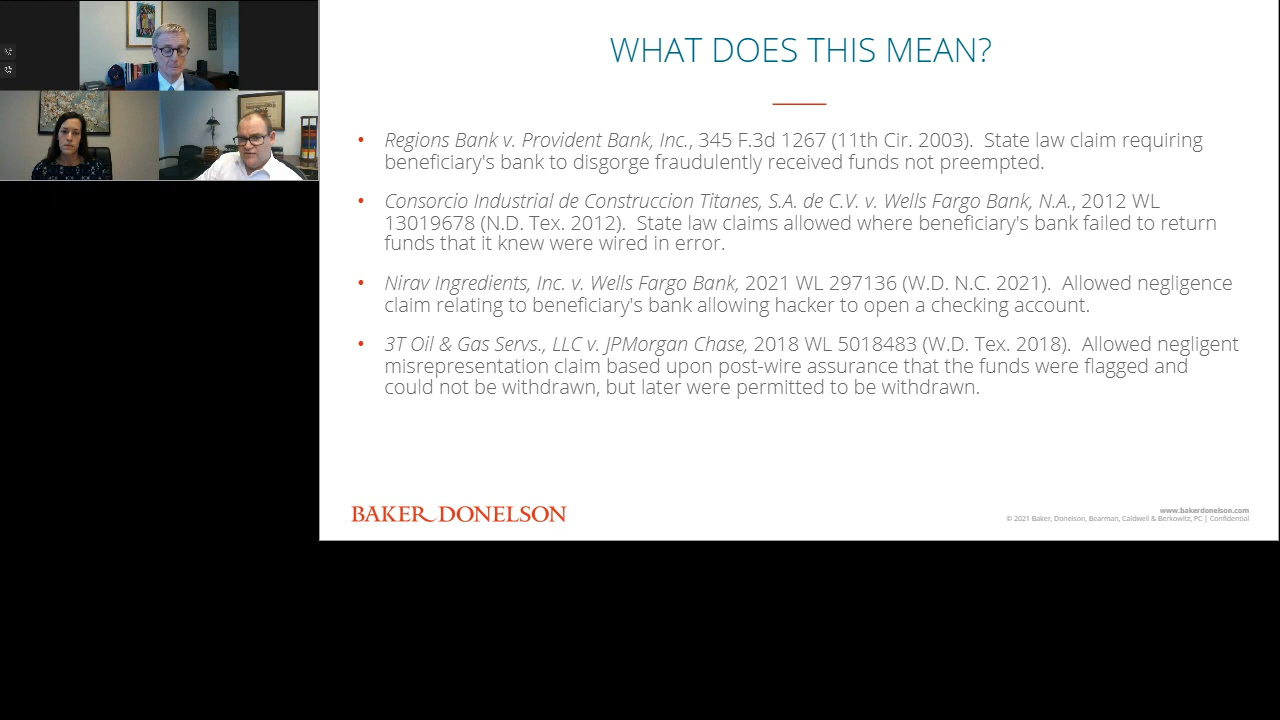 WHAT DOES THIS MEAN?
• Regions Bank v. Provident Bank, Inc., 345 F.3d 1267 (11th Cir. 2003). State law claim requiring
beneficiary's bank to disgorge fraudulently received funds not preempted.
• Consorcio Industrial de Construccion Titanes, S.A. de C.V. v. Wells Fargo Bank, N.A., 2012 WL
13019678 (N.D. Tex. 2012). State law claims allowed where beneficiary's bank failed to return
funds that it knew were wired in error.
• Nirav Ingredients, Inc. v. Wells Fargo Bank, 2021 WL 297136 (W.D. N.C. 2021). Allowed negligence
claim relating to beneficiary's bank allowing hacker to open a checking account.
• 3T Oil & Gas Servs., LLC v. JPMorgan Chase, 2018 WL 5018483 (W.D. Tex. 2018). Allowed negligent
misrepresentation claim based upon post-wire assurance that the funds were flagged and
could not be withdrawn, but later were permitted to be withdrawn.
BAKER DONELSON
www.bakerdonelson.com
© 2021 Baker, Donelson, Bearman, Caldwell & Berkowitz, PC | Confidential